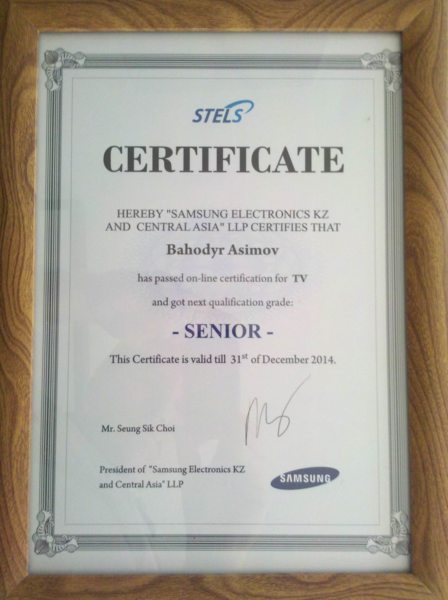 STELS
CERTIFICATE
HEREBY "SAMSUNG ELECTRONICS KZ
AND CENTRAL ASIA" LLP CERTIFIES THAT
Bahodyr Asimov
has passed on-line certification for TV
and got next qualification grade:
- SENIOR -
This Certificate is valid till 31st of December 2014.
Mr. Seung Sik Choi
President of "Samsung Electronics KZ
and Central Asia" LLP
SAMSUNG